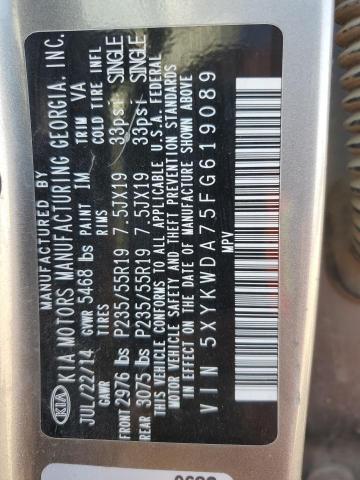 MANUFACTURED BY
KIA KIA MOTORS MANUFACTURING GEORGIA, INC.
JUL/22/14 PAINT IM TRIM VA
GVWR 5468 lbs
GAWR TIRES RIMS COLD TIRE INFL
FRONT 2976 lbs P235/55R19 7.5JX19 33psi SINGLE
REAR 3075 lbs P235/55R19 7.5JX19 33psi SINGLE
THIS VEHICLE CONFORMS TO ALL APPLICABLE U.S.A. FEDERAL
MOTOR VEHICLE SAFETY AND THEFT PREVENTION STANDARDS
IN EFFECT ON THE DATE OF MANUFACTURE SHOWN ABOVE
VIN 5XYKWDA75FG619089
MPV